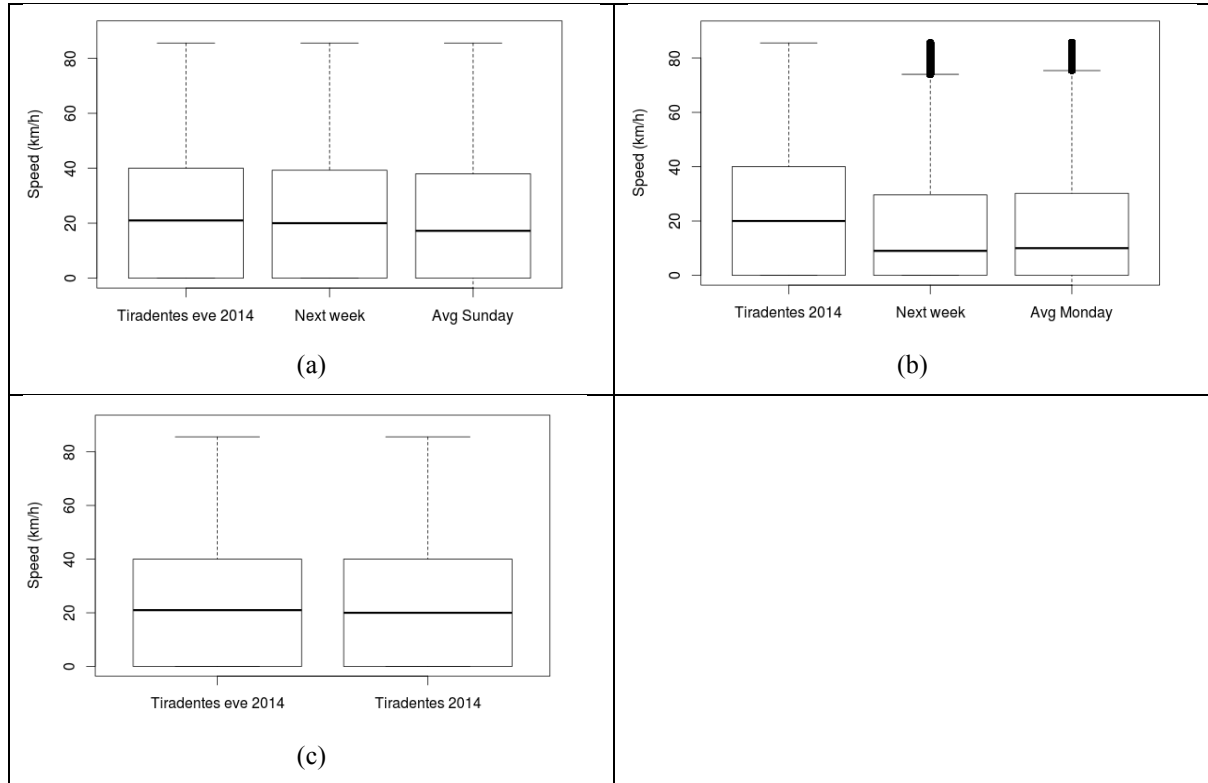 Speed (km/h)
80
60
40
20
0
Tiradentes eve 2014 Next week Avg Sunday
(a)
Speed (km/h)
80
60
40
20
0
Tiradentes 2014 Next week Avg Monday
(b)
Speed (km/h)
80
60
40
20
0
Tiradentes eve 2014 Tiradentes 2014
(c)